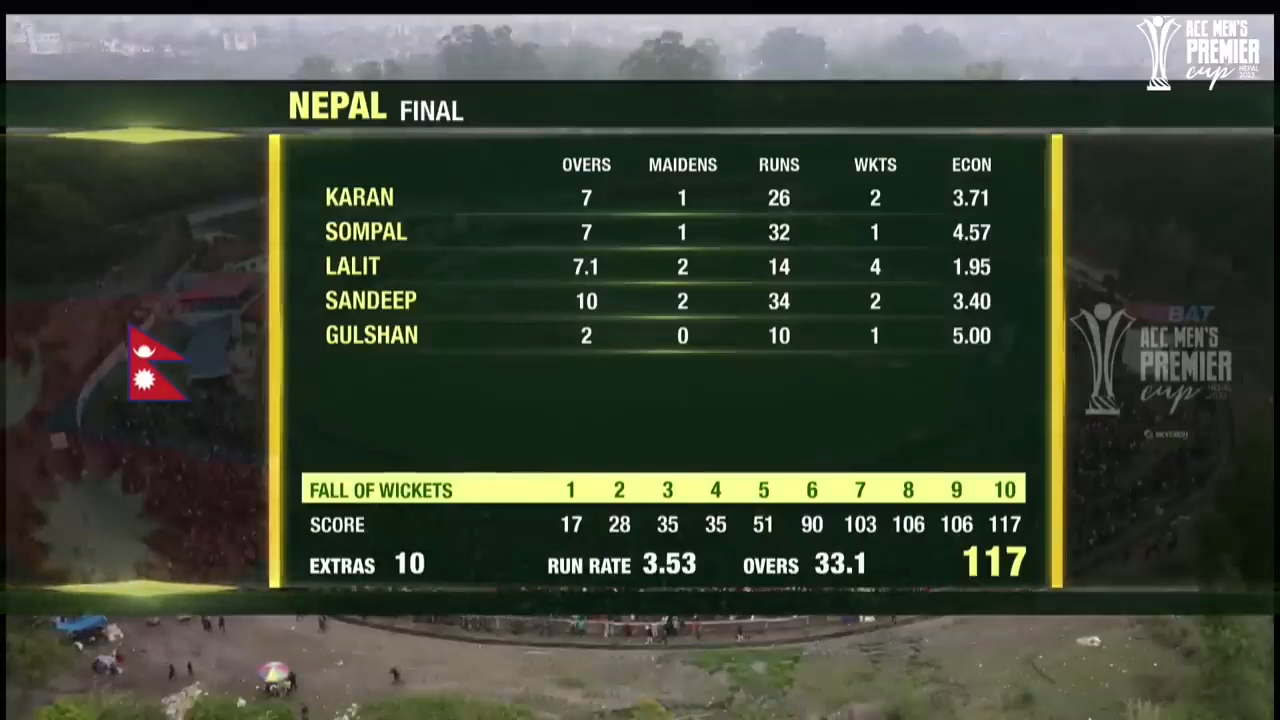 ACC MEN'S
PREMIER
cup NEPAL
2023
NEPAL FINAL
OVERS MAIDENS RUNS WKTS ECON
KARAN 7 1 26 2 3.71
SOMPAL 7 1 32 1 4.57
LALIT 7.1 2 14 4 1.95
SANDEEP 10 2 34 2 3.40
GULSHAN 2 0 10 1 5.00
BAT
ACC MEN'S
PREMIER
cup NEPAL
FALL OF WICKETS 1 2 3 4 5 6 7 8 9 10
SCORE 17 28 35 35 51 90 103 106 106 117
EXTRAS 10 RUN RATE 3.53 OVERS 33.1 117